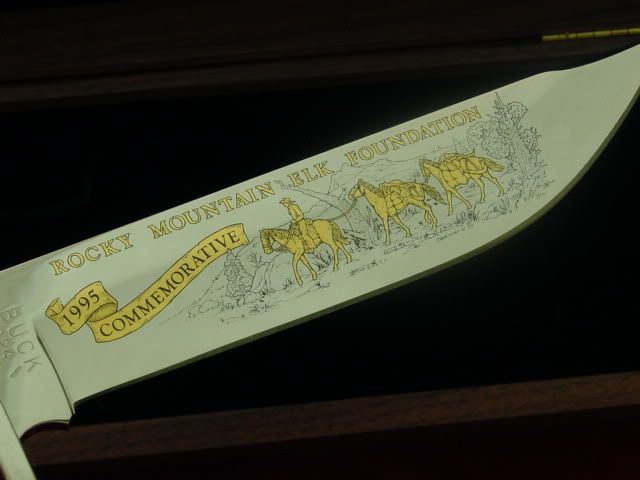 ROCKY MOUNTAIN ELK FOUNDATION
1995
COMMEMORATIVE
BUCK